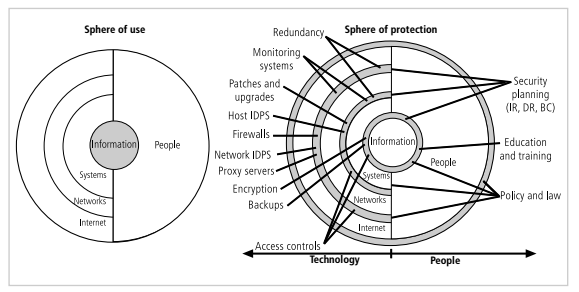 Sphere of use
Information
People
Systems
Networks
Internet
Sphere of protection
Redundancy
Monitoring
systems
Patches and
upgrades
Host IDPS
Firewalls
Network IDPS
Proxy servers
Encryption
Backups
Access controls
Information
People
Systems
Networks
Internet
Security
planning
(IR, DR, BC)
Education
and training
Policy and law
Technology
People